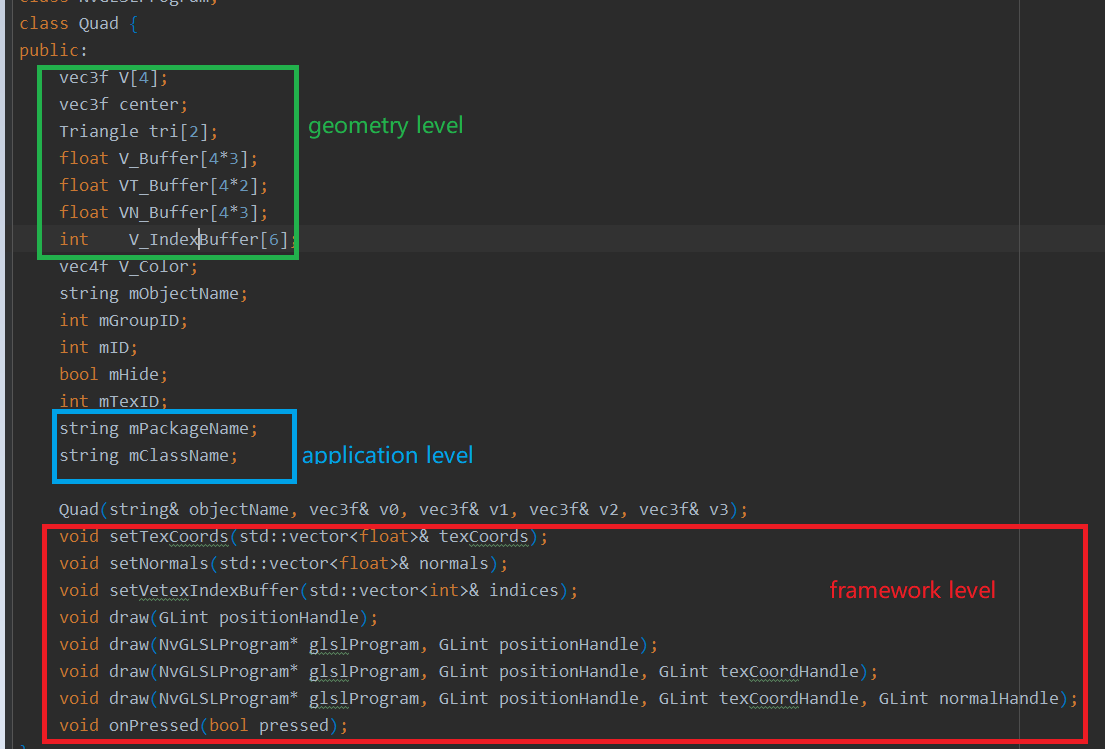 class NvGLSLProgram;
class Quad {
public:
vec3f V[4];
vec3f center;
geometry level
Triangle tri[2];
float V_Buffer[4*3];
float VT_Buffer[4*2];
float VN_Buffer[4*3];
int    V_IndexBuffer[6];
vec4f V_Color;
string mObjectName;
int mGroupID;
int mID;
bool mHide;
int mTexID;
string mPackageName;
string mClassName;
application level
Quad(string& objectName, vec3f& v0, vec3f& v1, vec3f& v2, vec3f& v3);
void setTexCoords(std::vector<float>& texCoords);
void setNormals(std::vector<float>& normals);
void setVetexIndexBuffer(std::vector<int>& indices);
framework level
void draw(GLint positionHandle);
void draw(NvGLSLProgram* glslProgram, GLint positionHandle);
void draw(NvGLSLProgram* glslProgram, GLint positionHandle, GLint texCoordHandle);
void draw(NvGLSLProgram* glslProgram, GLint positionHandle, GLint texCoordHandle, GLint normalHandle);
void onPressed(bool pressed);